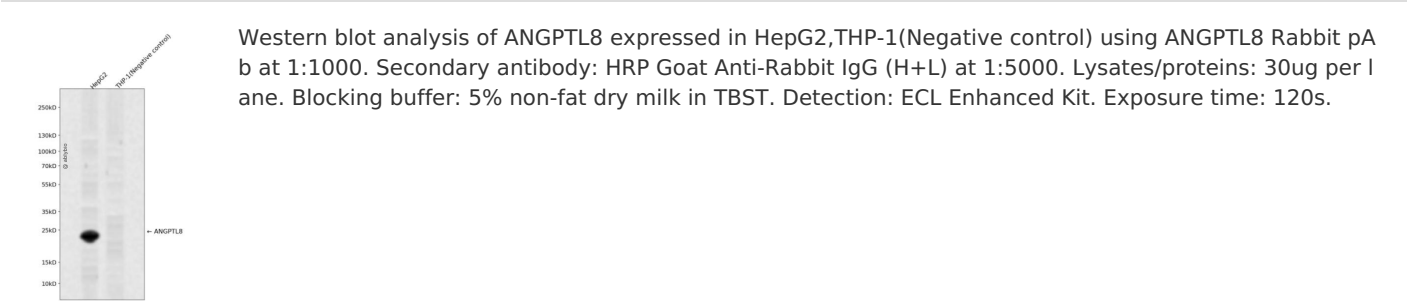 Western blot analysis of ANGPTL8 expressed in HepG2,THP-1(Negative control) using ANGPTL8 Rabbit pA
b at 1:1000. Secondary antibody: HRP Goat Anti-Rabbit IgG (H+L) at 1:5000. Lysates/proteins: 30ug per l
ane. Blocking buffer: 5% non-fat dry milk in TBST. Detection: ECL Enhanced Kit. Exposure time: 120s.
HepG2
THP-1(Negative control)
250kD
130kD
100kD
70kD
55kD
35kD
25kD
15kD
10kD
← ANGPTL8